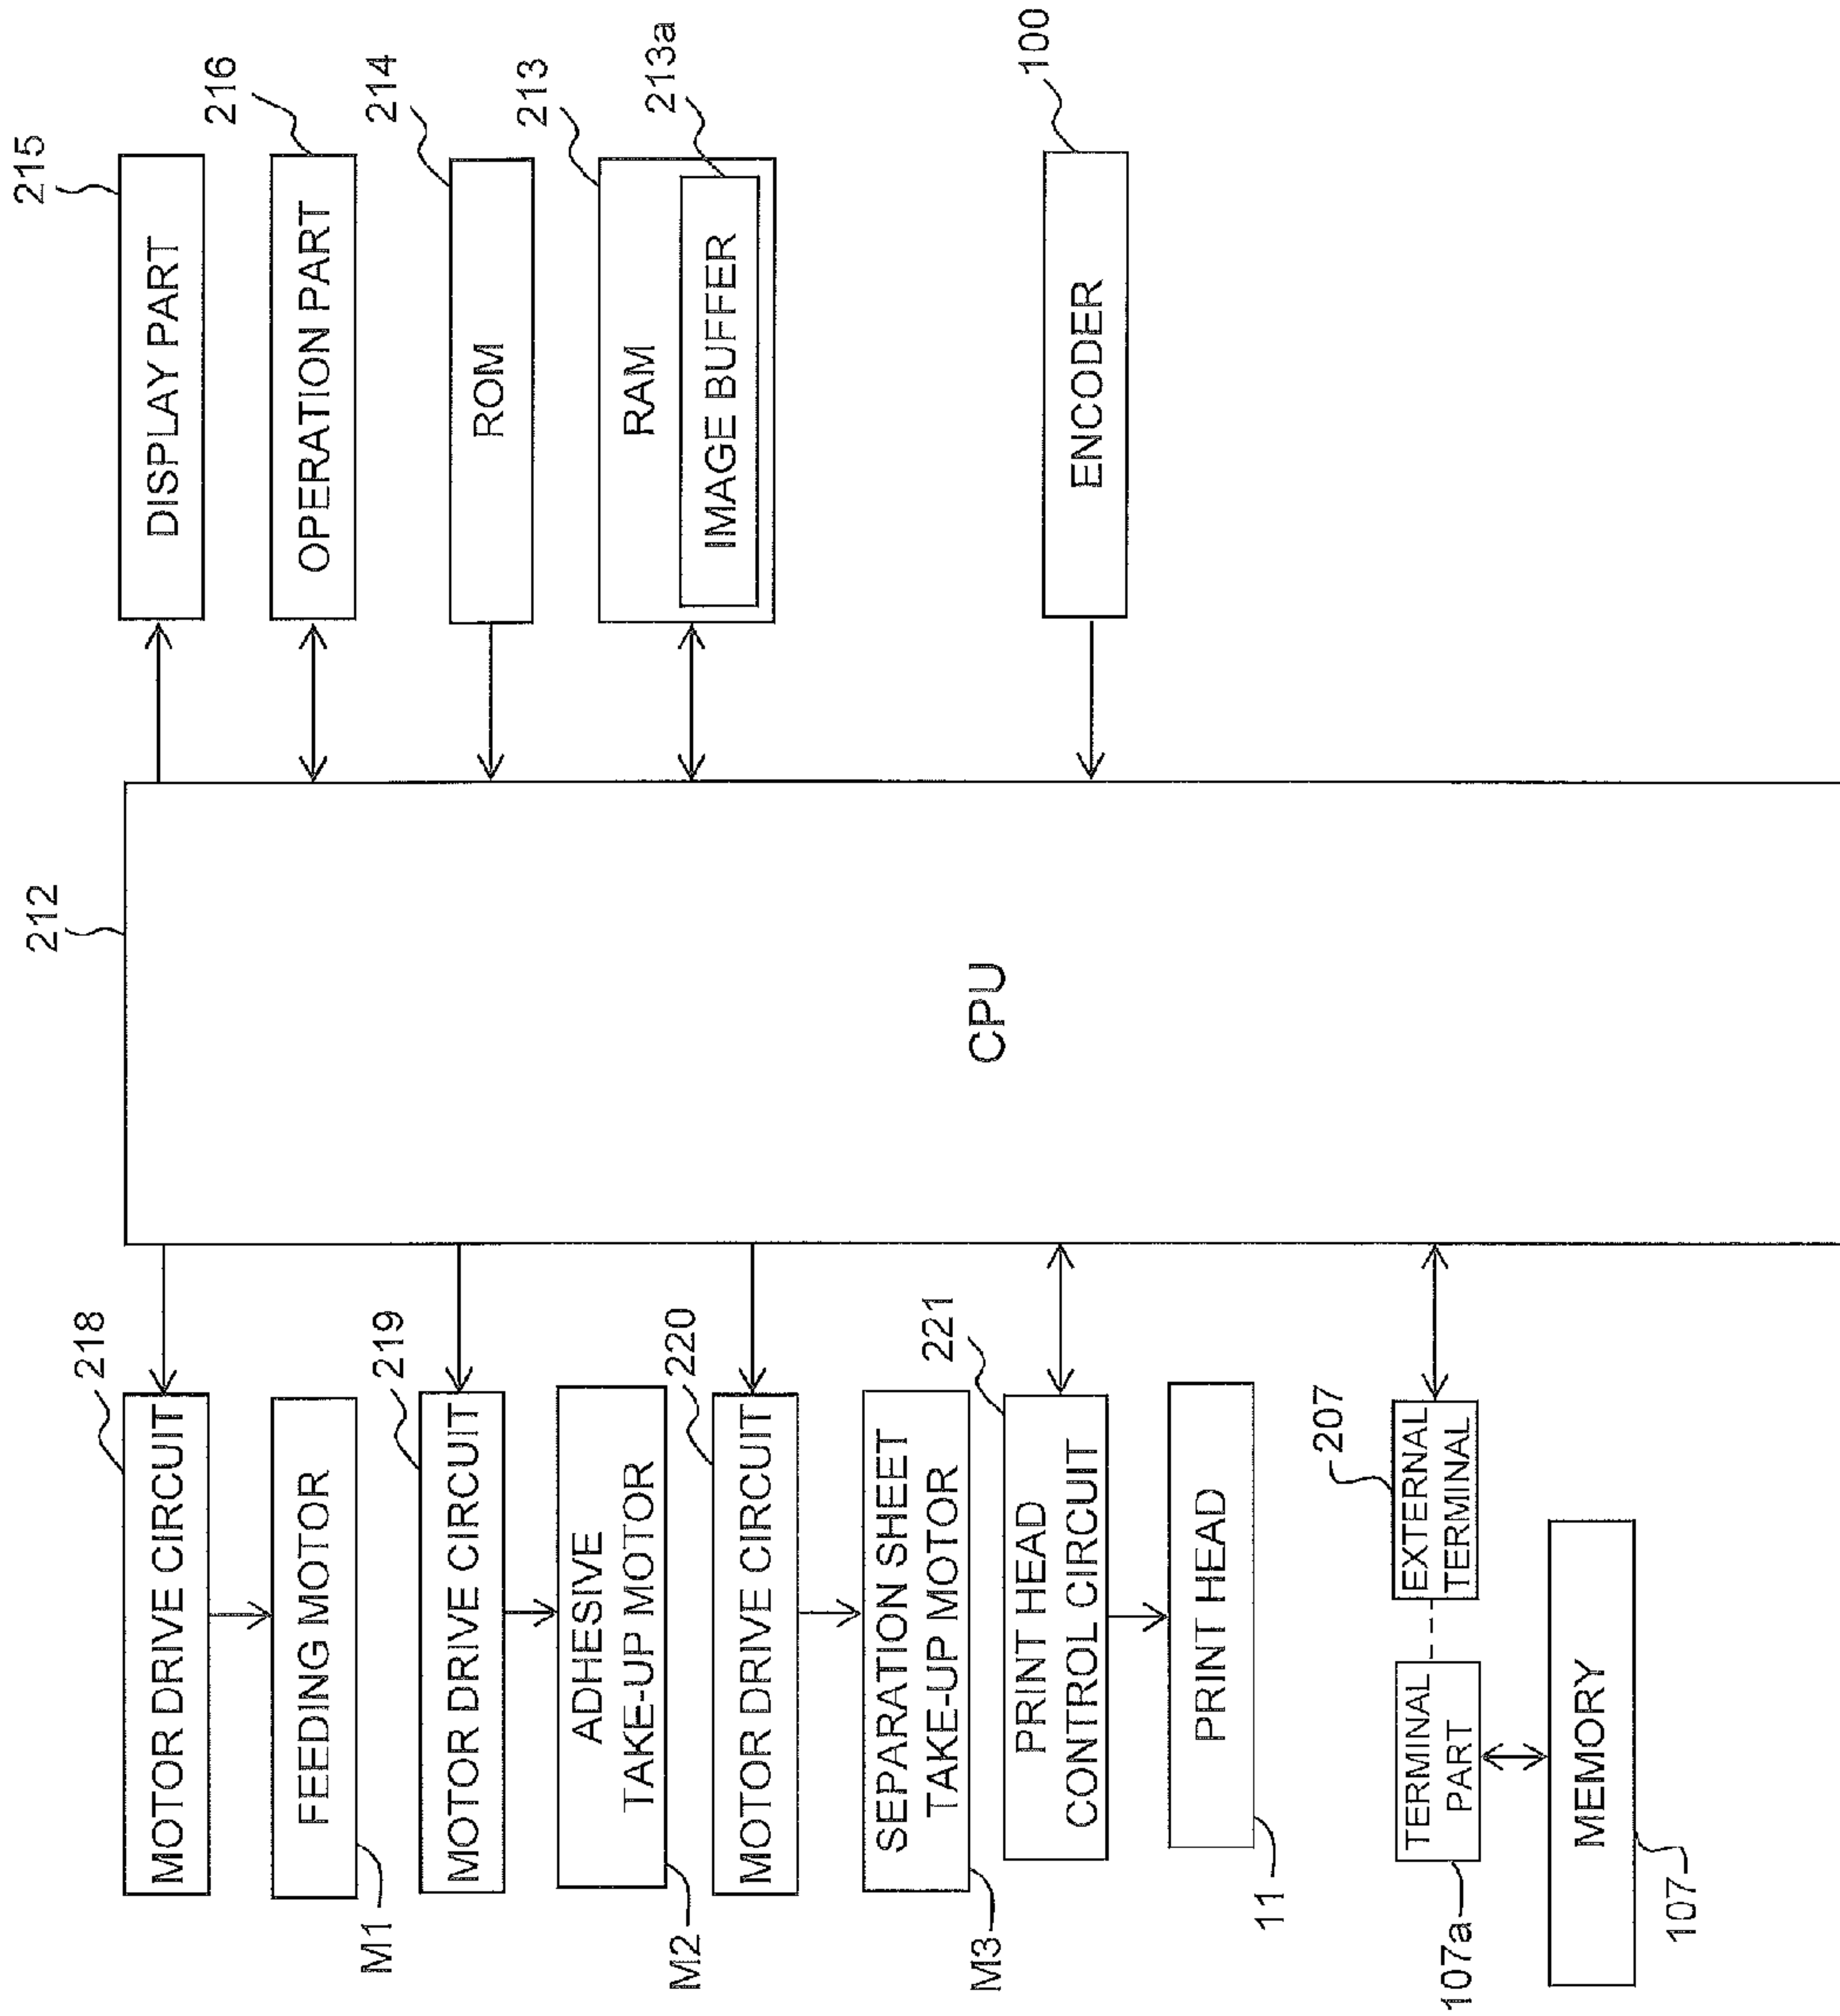 215
DISPLAY PART
216
OPERATION PART
214
ROM
213
RAM
213a
IMAGE BUFFER
100
ENCODER
212
CPU
218
MOTOR DRIVE CIRCUIT
FEEDING MOTOR
M1
219
MOTOR DRIVE CIRCUIT
ADHESIVE
TAKE-UP MOTOR
M2
220
MOTOR DRIVE CIRCUIT
SEPARATION SHEET
TAKE-UP MOTOR
M3
221
PRINT HEAD
CONTROL CIRCUIT
PRINT HEAD
11
207
EXTERNAL
TERMINAL
TERMINAL
PART
107a
MEMORY
107